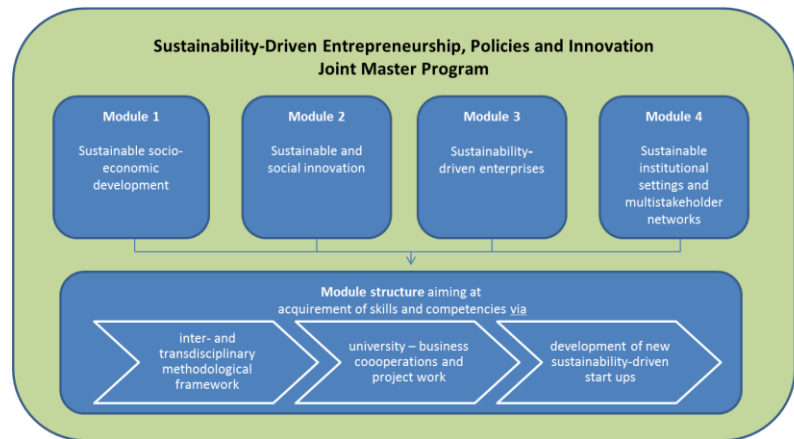 Sustainability-Driven Entrepreneurship, Policies and Innovation
Joint Master Program
Module 1
Sustainable socio-
economic
development
Module 2
Sustainable and
social innovation
Module 3
Sustainability-
driven enterprises
Module 4
Sustainable
institutional
settings and
multistakeholder
networks
Module structure aiming at
acquirement of skills and competencies via
inter- and
transdisciplinary
methodological
framework
university – business
coooperations and
project work
development of new
sustainability-driven
start ups